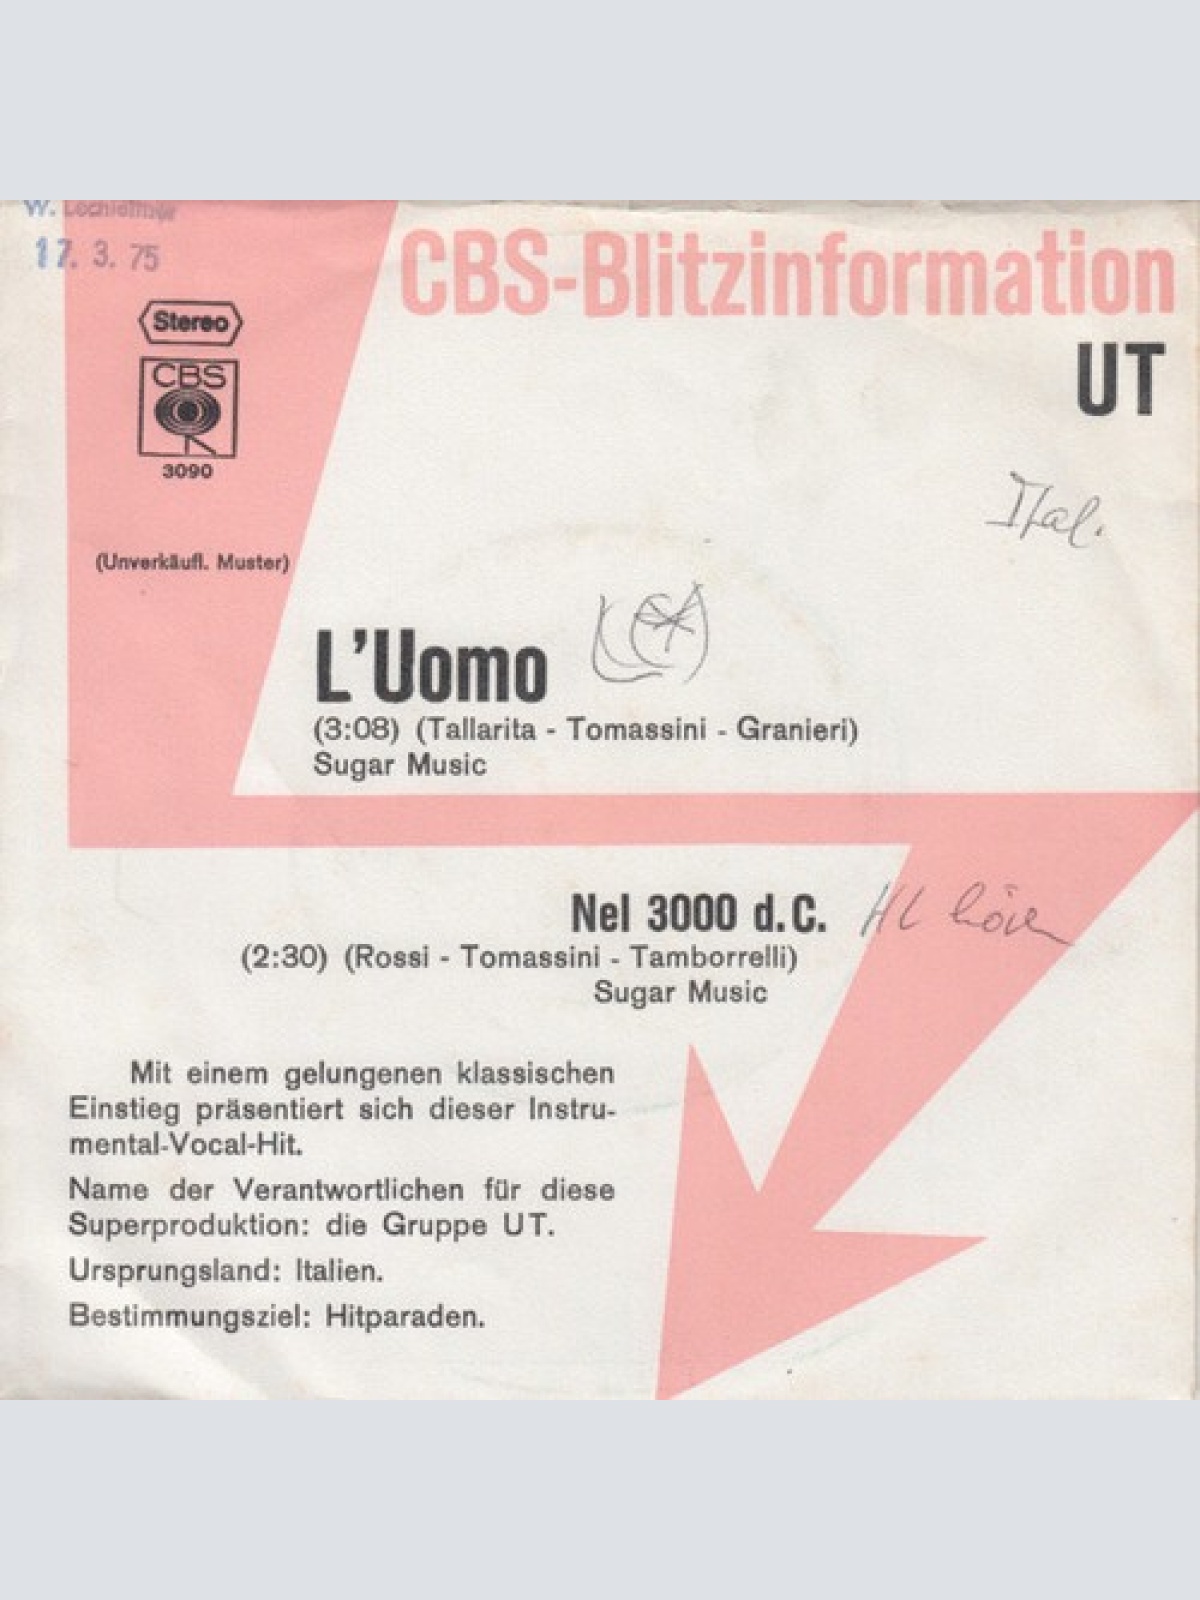 W.
17. 3. 75
CBS-Blitzinformation
Stereo
UT
CBS
3090
Ital.
(Unverkäufl. Muster)
L'Uomo
(3:08) (Tallarita - Tomassini - Granieri)
Sugar Music
Nel 3000 d.C. HL hören
(2:30) (Rossi - Tomassini - Tamborrelli)
Sugar Music
Mit einem gelungenen klassischen
Einstieg präsentiert sich dieser Instru-
mental-Vocal-Hit.
Name der Verantwortlichen für diese
Superproduktion: die Gruppe UT.
Ursprungsland: Italien.
Bestimmungsziel: Hitparaden.